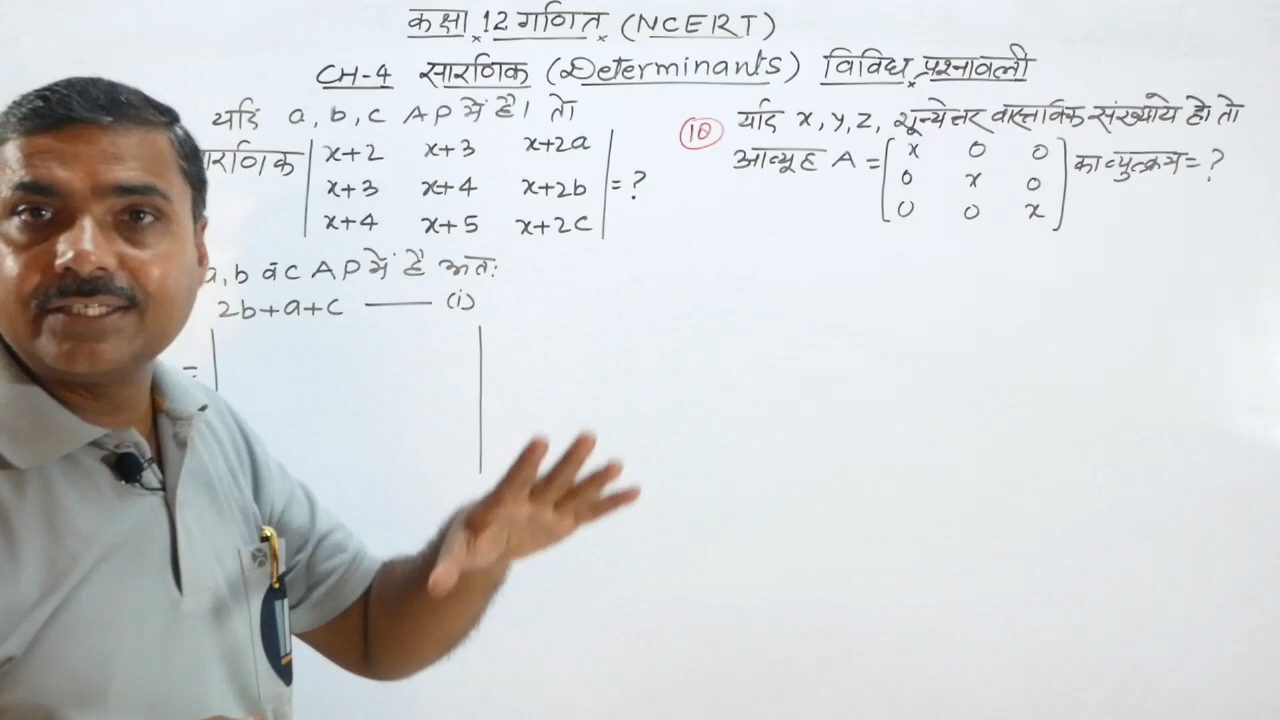 कक्षा 12 गणित (NCERT)
CH-4 सारणिक (Determinants) विविध प्रश्नावली
यदि a, b, c AP में है। तो
सारणिक | x+2 x+3 x+2a |
| x+3 x+4 x+2b | = ?
| x+4 x+5 x+2c |
a, b व c AP में है अतः
2b+a+c —— (i)
=
(18) यदि x, y, z, शून्येत्तर वास्तविक संख्याये हो तो
आव्यूह A = [ x 0 0 ] का व्युत्क्रम = ?
0 x 0
0 0 x